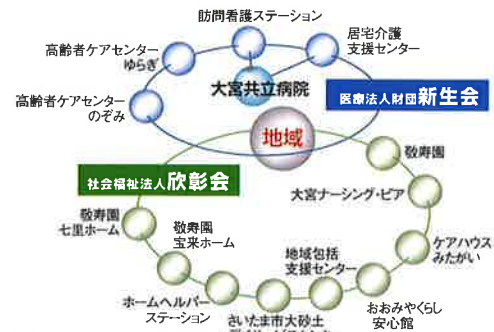 訪問看護ステーション
高齢者ケアセンター
ゆらぎ
居宅介護
支援センター
大宮共立病院
高齢者ケアセンター
のぞみ
医療法人財団 新生会
地域
敬寿園
社会福祉法人 欣彰会
大宮ナーシング・ピア
敬寿園
七里ホーム
敬寿園
宝来ホーム
ケアハウス
みたがい
地域包括
支援センター
ホームヘルパー
ステーション
おおみやくらし
安心館
さいたま市大砂土